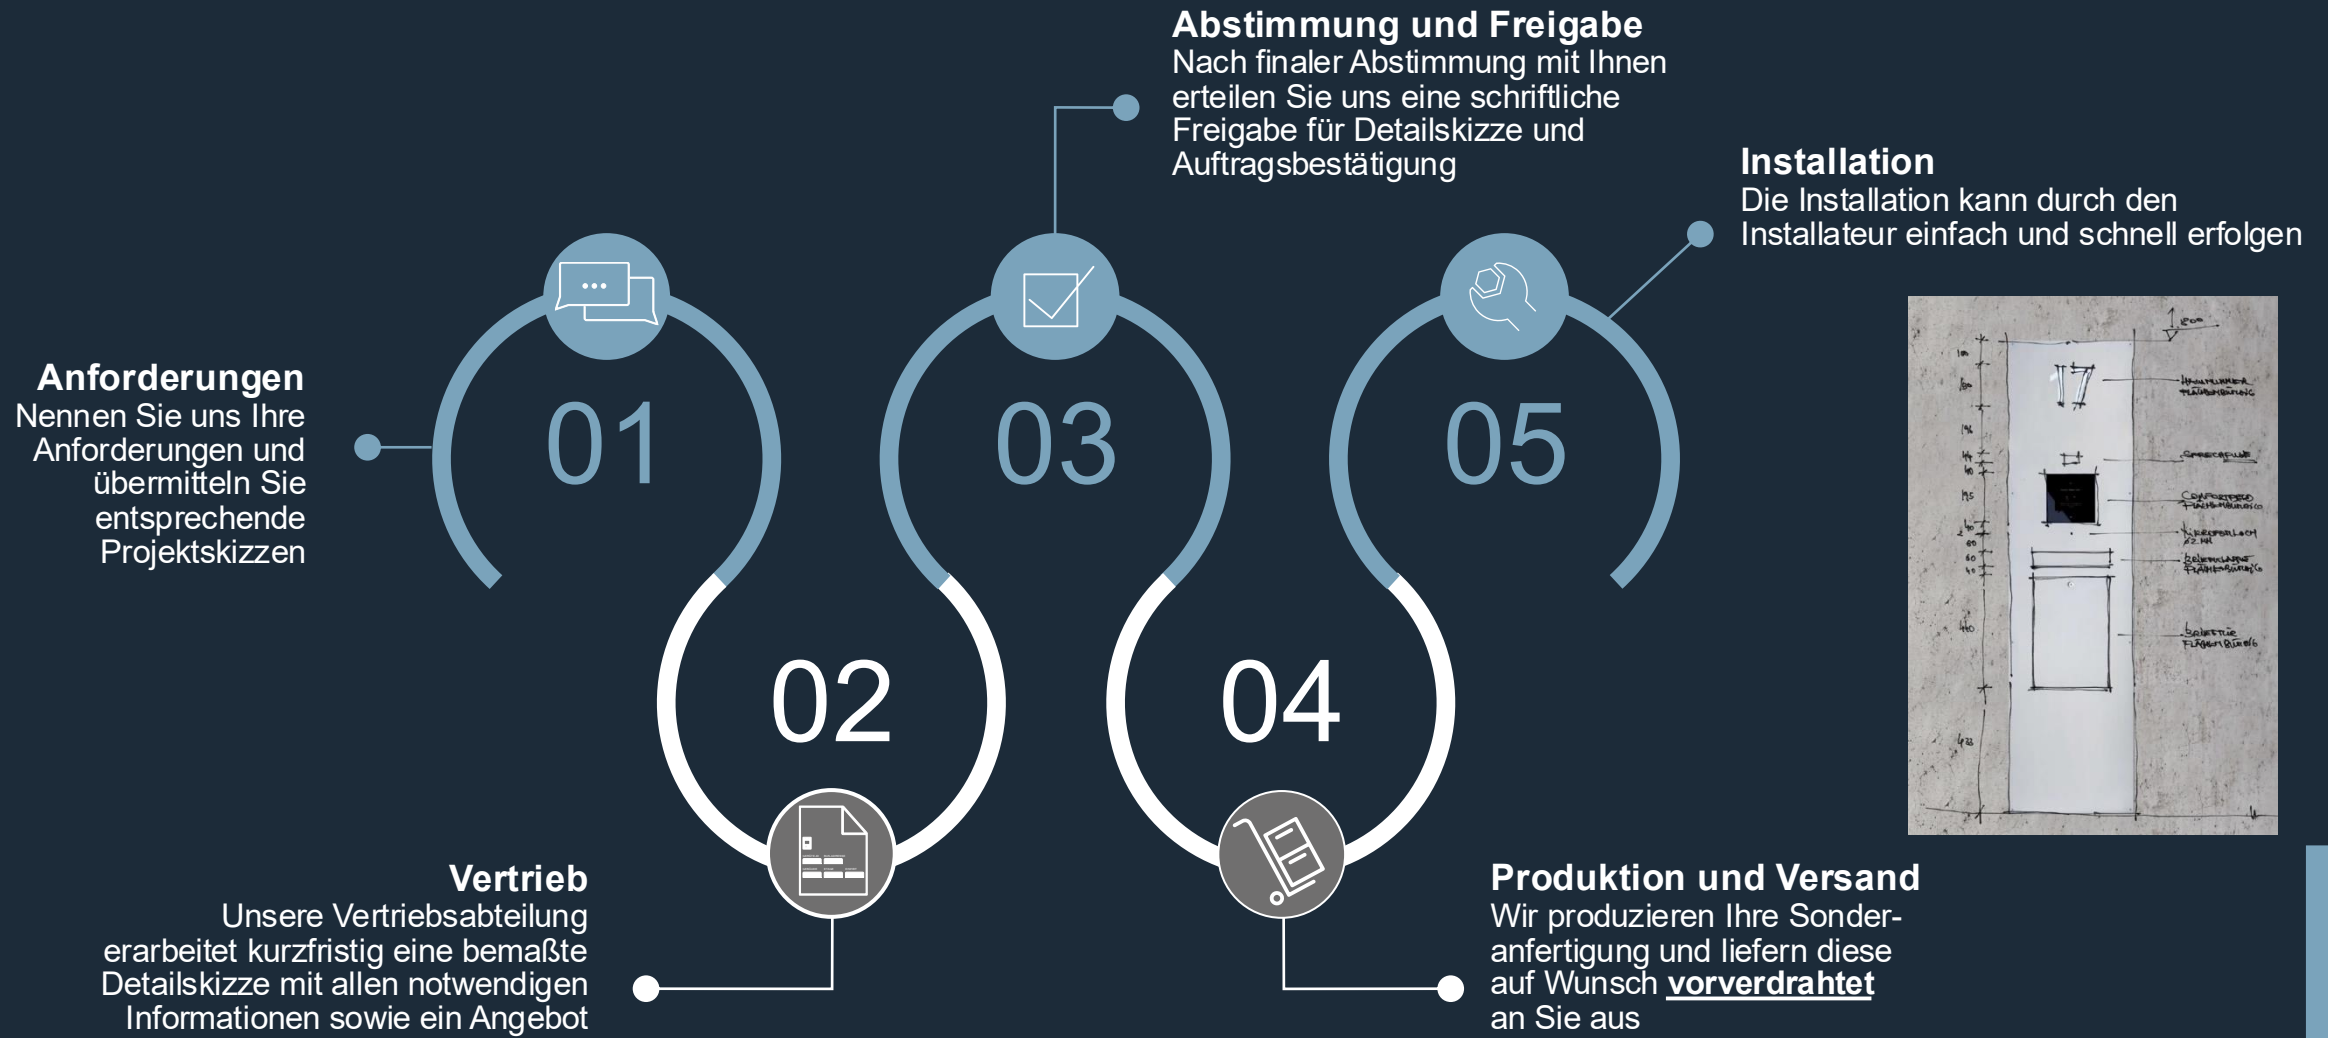 Abstimmung und Freigabe
Nach finaler Abstimmung mit Ihnen
erteilen Sie uns eine schriftliche
Freigabe für Detailskizze und
Auftragsbestätigung
Installation
Die Installation kann durch den
Installateur einfach und schnell erfolgen
Anforderungen
Nennen Sie uns Ihre
Anforderungen und
übermitteln Sie
entsprechende
Projektskizzen
01
03
05
02
04
Vertrieb
Unsere Vertriebsabteilung
erarbeitet kurzfristig eine bemaßte
Detailskizze mit allen notwendigen
Informationen sowie ein Angebot
Produktion und Versand
Wir produzieren Ihre Sonder-
anfertigung und liefern diese
auf Wunsch vorverdrahtet
an Sie aus
17